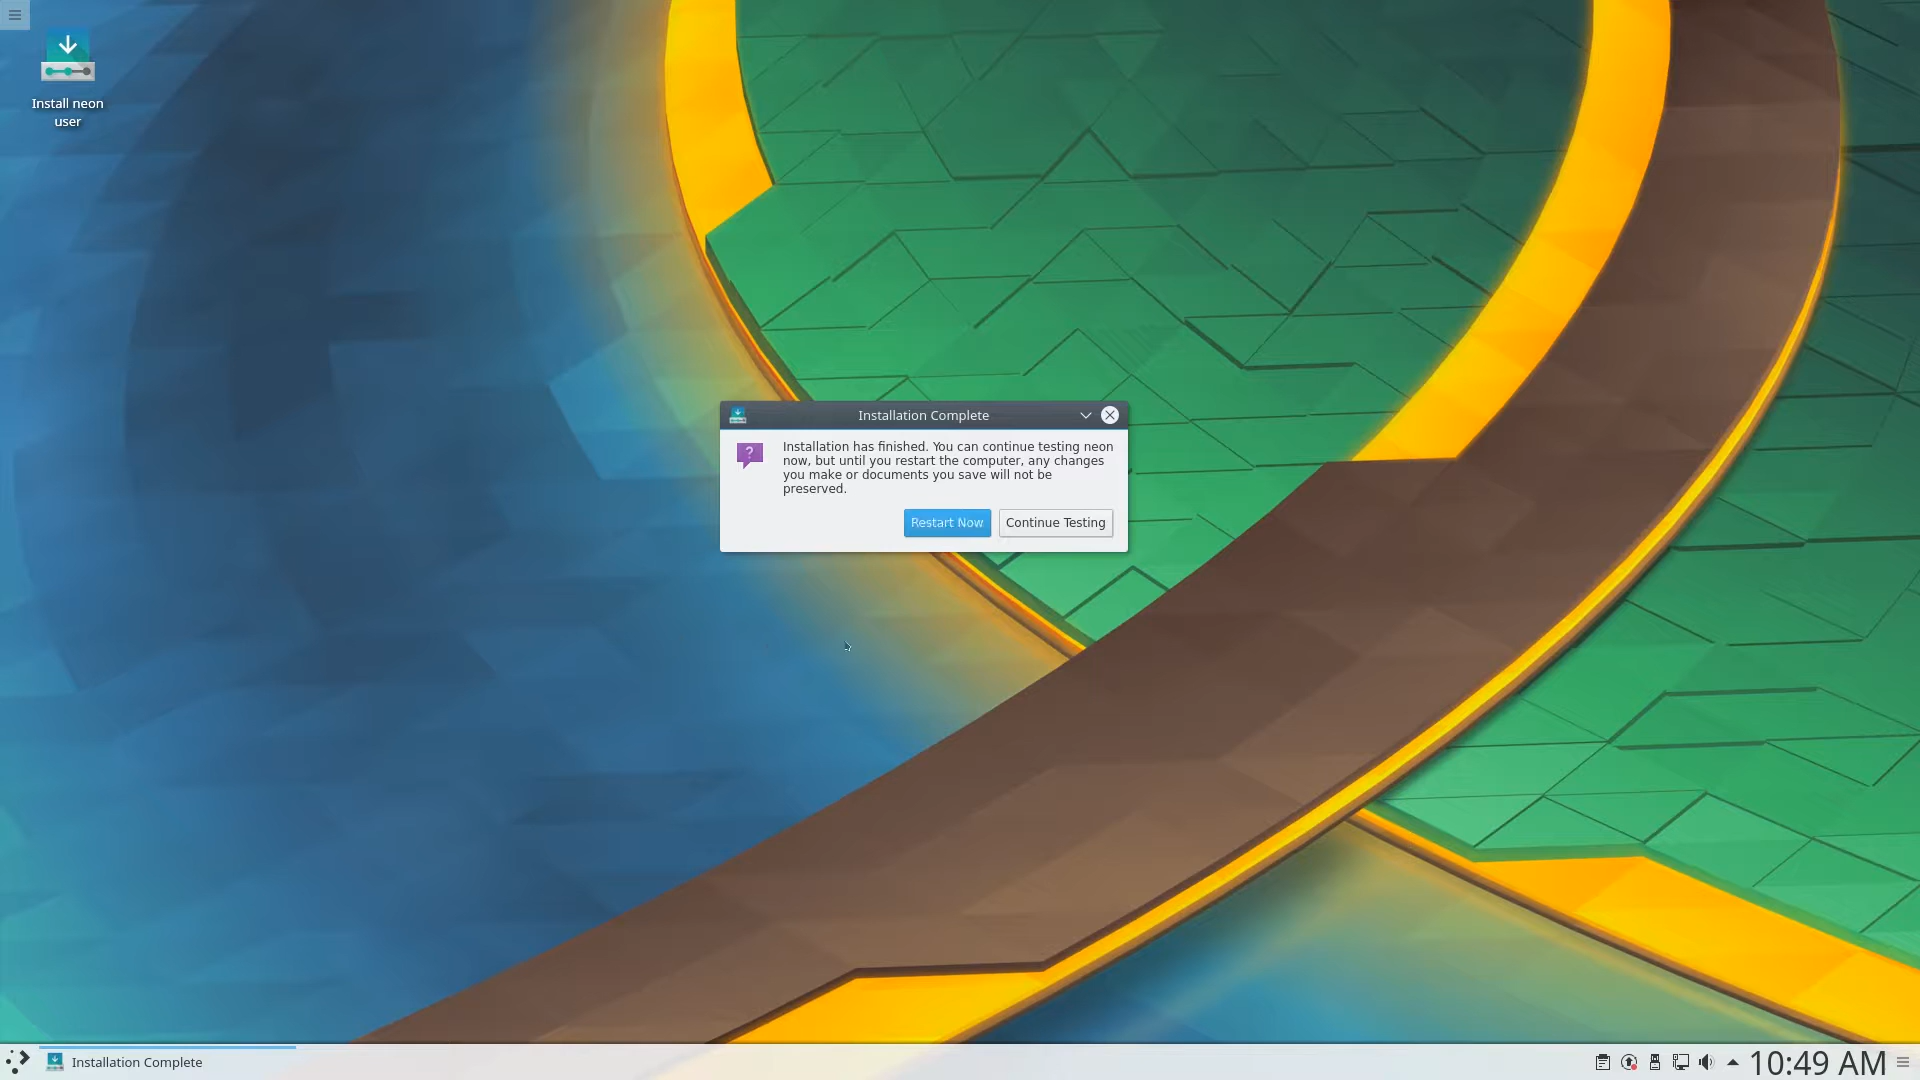 Install neon
user
Installation Complete
?
Installation has finished. You can continue testing neon
now, but until you restart the computer, any changes
you make or documents you save will not be
preserved.
Restart Now
Continue Testing
Installation Complete
10:49 AM